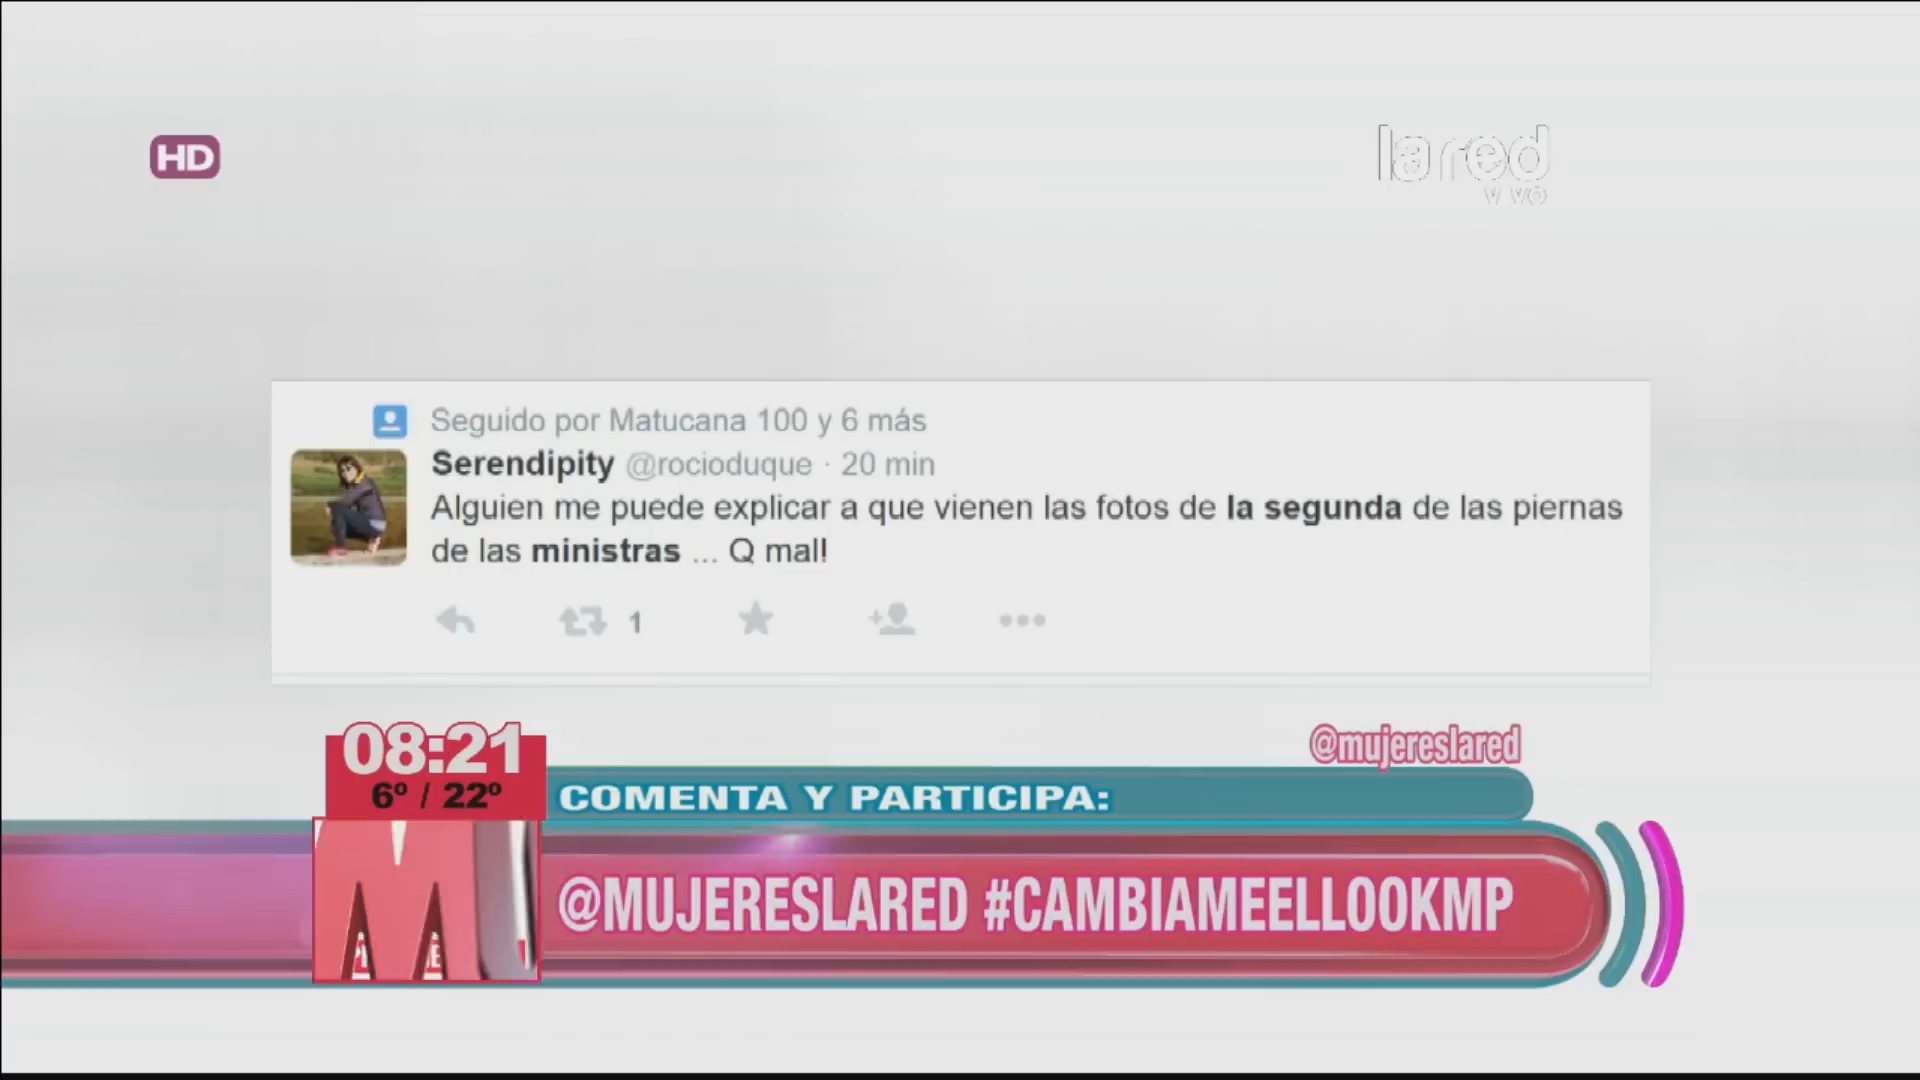 HD
lared
vivo
Seguido por Matucana 100 y 6 más
Serendipity @rocioduque · 20 min
Alguien me puede explicar a que vienen las fotos de la segunda de las piernas
de las ministras ... Q mal!
1
@mujereslared
08:21
6º / 22º
COMENTA Y PARTICIPA:
@MUJERESLARED #CAMBIAMEELLOOKMP
M